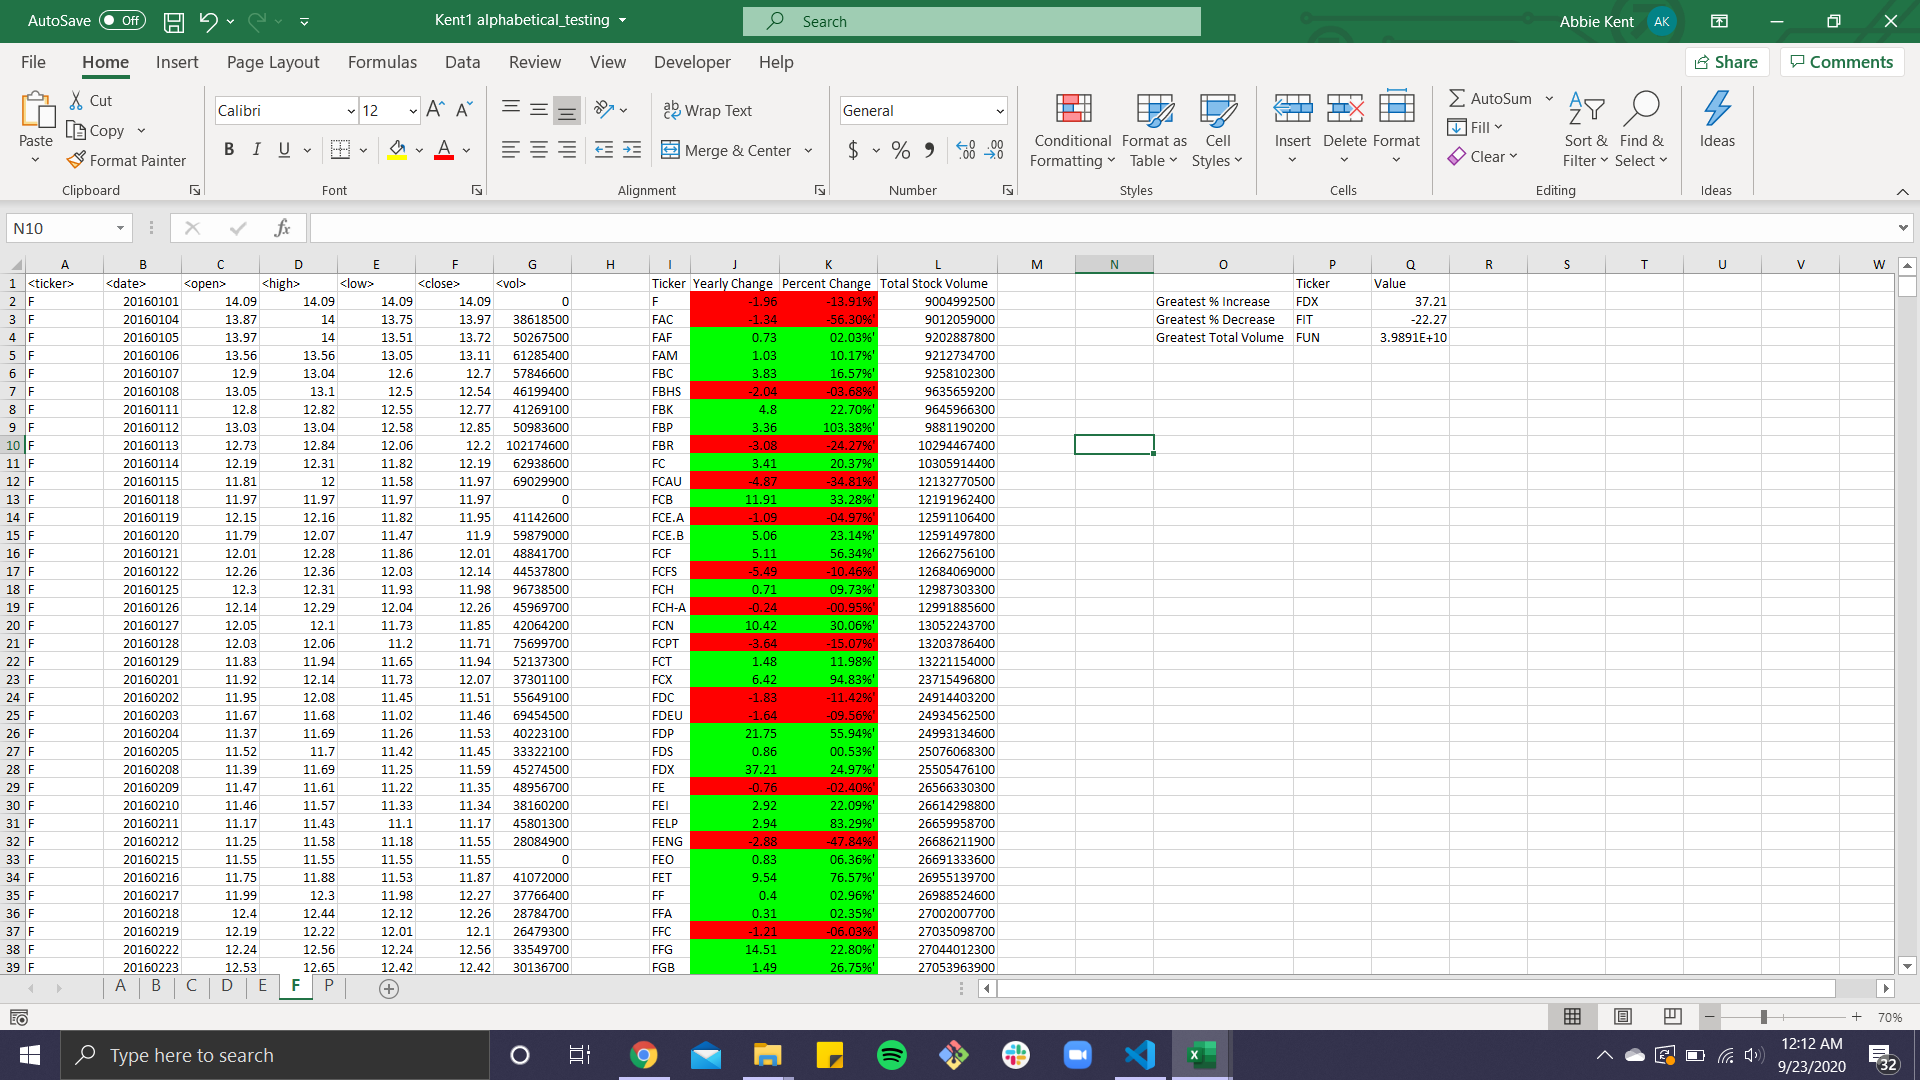 AutoSave Off Kent1 alphabetical_testing Search Abbie Kent AK
File Home Insert Page Layout Formulas Data Review View Developer Help Share Comments
Paste Cut Copy Format Painter Clipboard
Calibri 12 B I U A Font
Wrap Text Merge & Center Alignment
General $ % Number
Conditional Formatting Format as Table Cell Styles Styles
Insert Delete Format Cells
AutoSum Fill Clear Sort & Filter Find & Select Editing
Ideas Ideas
N10 fx
A B C D E F G H I J K L M N O P Q R S T U V W
1 <ticker> <date> <open> <high> <low> <close> <vol> Ticker Yearly Change Percent Change Total Stock Volume Ticker Value
2 F 20160101 14.09 14.09 14.09 14.09 0 F -1.96 -13.91%' 9004992500 Greatest % Increase FDX 37.21
3 F 20160104 13.87 14 13.75 13.97 38618500 FAC -1.34 -56.30%' 9012059000 Greatest % Decrease FIT -22.27
4 F 20160105 13.97 14 13.51 13.72 50267500 FAF 0.73 02.03%' 9202887800 Greatest Total Volume FUN 3.9891E+10
5 F 20160106 13.56 13.56 13.05 13.11 61285400 FAM 1.03 10.17%' 9212734700
6 F 20160107 12.9 13.04 12.6 12.7 57846600 FBC 3.83 16.57%' 9258102300
7 F 20160108 13.05 13.1 12.5 12.54 46199400 FBHS -2.04 -03.68%' 9635659200
8 F 20160111 12.8 12.82 12.55 12.77 41269100 FBK 4.8 22.70%' 9645966300
9 F 20160112 13.03 13.04 12.58 12.85 50983600 FBP 3.36 103.38%' 9881190200
10 F 20160113 12.73 12.84 12.06 12.2 102174600 FBR -3.08 -24.27%' 10294467400
11 F 20160114 12.19 12.31 11.82 12.19 62938600 FC 3.41 20.37%' 10305914400
12 F 20160115 11.81 12 11.58 11.97 69029900 FCAU -4.87 -34.81%' 12132770500
13 F 20160118 11.97 11.97 11.97 11.97 0 FCB 11.91 33.28%' 12191962400
14 F 20160119 12.15 12.16 11.82 11.95 41142600 FCE.A -1.09 -04.97%' 12591106400
15 F 20160120 11.79 12.07 11.47 11.9 59879000 FCE.B 5.06 23.14%' 12591497800
16 F 20160121 12.01 12.28 11.86 12.01 48841700 FCF 5.11 56.34%' 12662756100
17 F 20160122 12.26 12.36 12.03 12.14 44537800 FCFS -5.49 -10.46%' 12684069000
18 F 20160125 12.3 12.31 11.93 11.98 96738500 FCH 0.71 09.73%' 12987303300
19 F 20160126 12.14 12.29 12.04 12.26 45969700 FCH-A -0.24 -00.95%' 12991885600
20 F 20160127 12.05 12.1 11.73 11.85 42064200 FCN 10.42 30.06%' 13052243700
21 F 20160128 12.03 12.06 11.2 11.71 75699700 FCPT -3.64 -15.07%' 13203786400
22 F 20160129 11.83 11.94 11.65 11.94 52137300 FCT 1.48 11.98%' 13221154000
23 F 20160201 11.92 12.14 11.73 12.07 37301100 FCX 6.42 94.83%' 23715496800
24 F 20160202 11.95 12.08 11.45 11.51 55649100 FDC -1.83 -11.42%' 24914403200
25 F 20160203 11.67 11.68 11.02 11.46 69454500 FDEU -1.64 -09.56%' 24934562500
26 F 20160204 11.37 11.69 11.26 11.53 40223100 FDP 21.75 55.94%' 24993134600
27 F 20160205 11.52 11.7 11.42 11.45 33322100 FDS 0.86 00.53%' 25076068300
28 F 20160208 11.39 11.69 11.25 11.59 45274500 FDX 37.21 24.97%' 25505476100
29 F 20160209 11.47 11.61 11.22 11.35 48956700 FE -0.76 -02.40%' 26566330300
30 F 20160210 11.46 11.57 11.33 11.34 38160200 FEI 2.92 22.09%' 26614298800
31 F 20160211 11.17 11.43 11.1 11.17 45801300 FELP 2.94 83.29%' 26659958700
32 F 20160212 11.25 11.58 11.18 11.55 28084900 FENG -2.88 -47.84%' 26686211900
33 F 20160215 11.55 11.55 11.55 11.55 0 FEO 0.83 06.36%' 26691333600
34 F 20160216 11.75 11.88 11.53 11.87 41072000 FET 9.54 76.57%' 26955139700
35 F 20160217 11.99 12.3 11.98 12.27 37766400 FF 0.4 02.96%' 26988524600
36 F 20160218 12.4 12.44 12.12 12.26 28784700 FFA 0.31 02.35%' 27002007700
37 F 20160219 12.19 12.22 12.01 12.1 26479300 FFC -1.21 -06.03%' 27035098700
38 F 20160222 12.24 12.56 12.24 12.56 33549700 FFG 14.51 22.80%' 27044012300
39 F 20160223 12.53 12.65 12.42 12.42 30136700 FGB 1.49 26.75%' 27053963900
A B C D E F P
70%
Type here to search 12:12 AM
9/23/2020 32